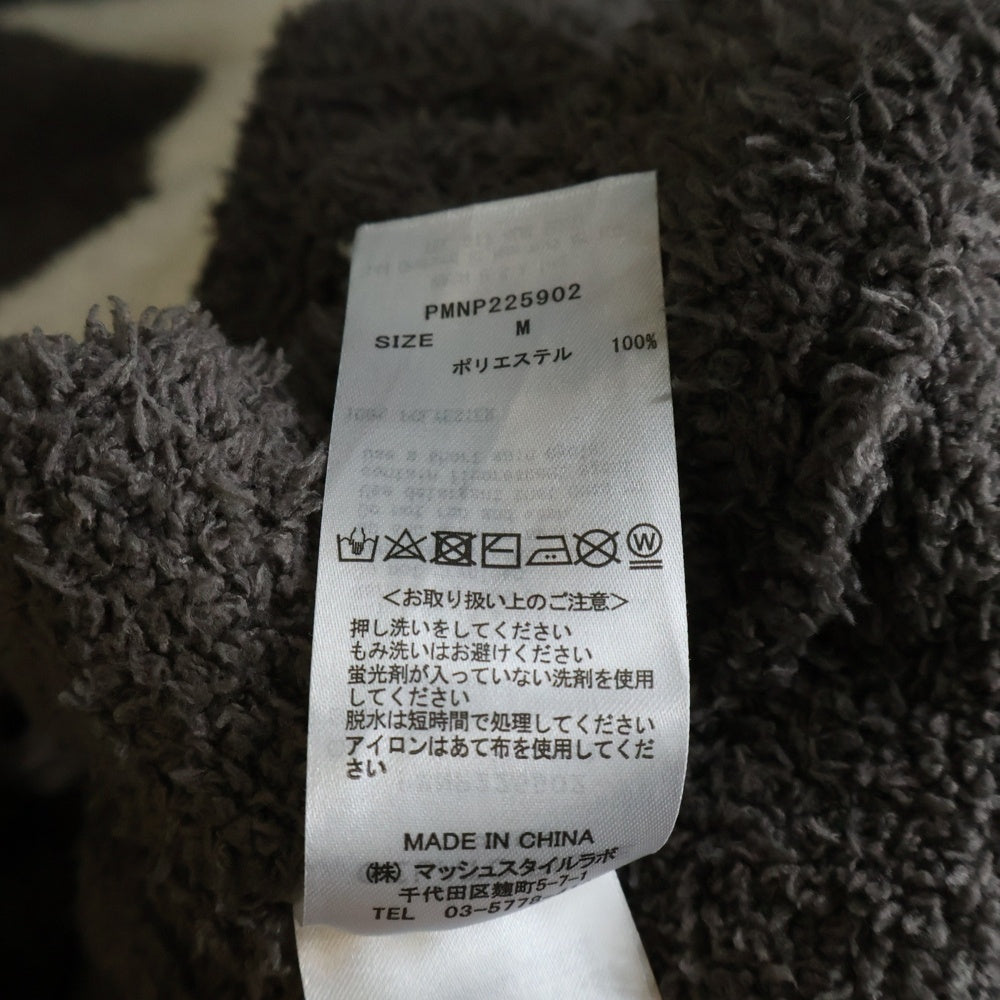 PMNP225902
SIZE M
ポリエステル 100%
W
<お取り扱い上のご注意>
押し洗いをしてください
もみ洗いはお避けください
蛍光剤が入っていない洗剤を使用
してください
脱水は短時間で処理してください
アイロンはあて布を使用してくだ
さい
MADE IN CHINA
(株)マッシュスタイルラボ
千代田区麹町5-7-1
TEL 03-5778-